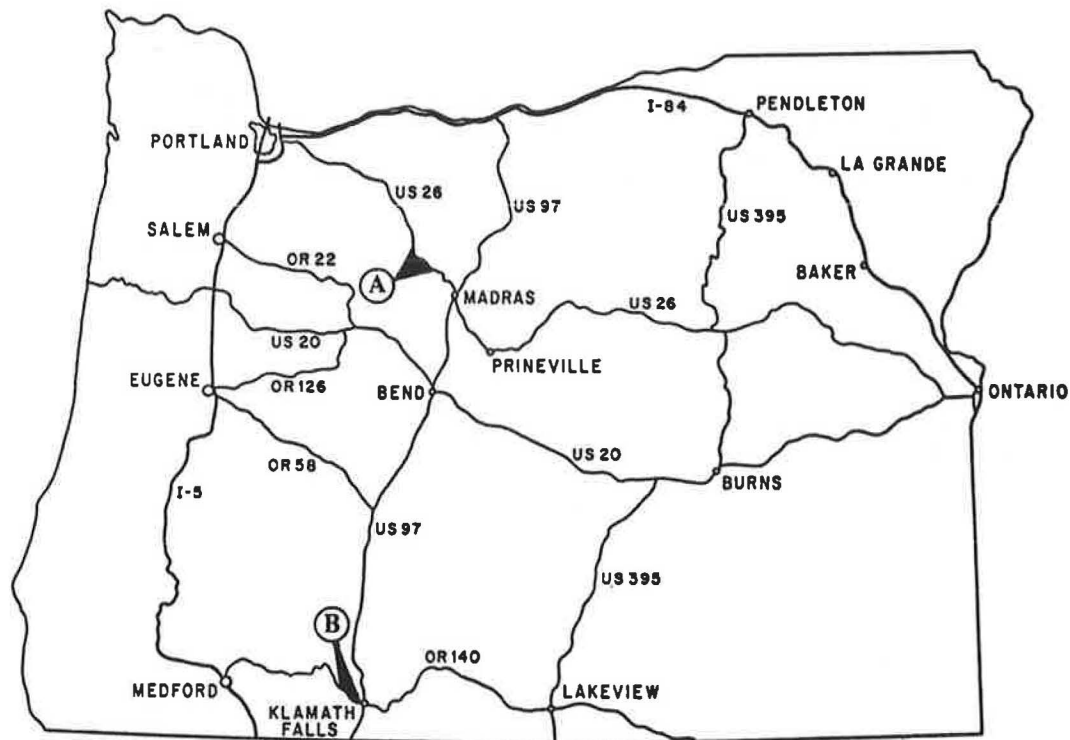 I-84
PENDLETON
PORTLAND
LA GRANDE
US 26
US 97
US 395
SALEM
OR 22
BAKER
A
MADRAS
US 26
US 20
PRINEVILLE
EUGENE
OR 126
BEND
ONTARIO
US 20
OR 58
BURNS
I-5
US 97
US 395
B
OR 140
MEDFORD
KLAMATH
FALLS
LAKEVIEW